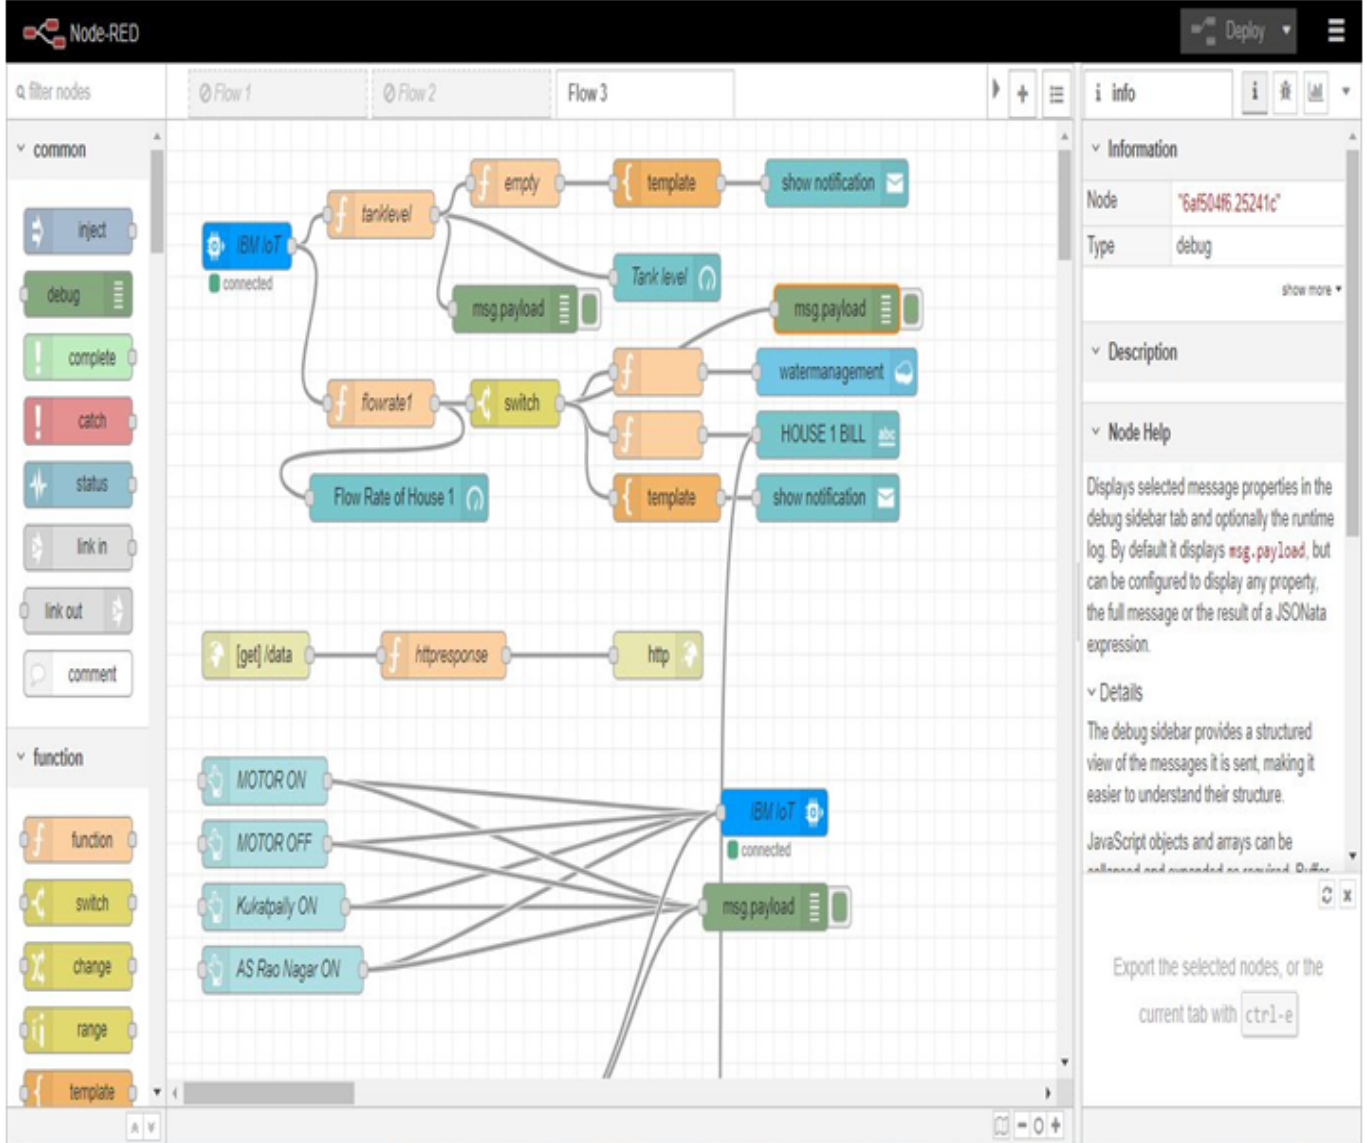 Node-RED
Deploy
filter nodes
Flow 1
Flow 2
Flow 3
i info
i
common
inject
debug
complete
catch
status
link in
link out
comment
function
function
switch
change
range
template
empty
template
show notification
tanklevel
IBM IoT
connected
Tank level
msg.payload
msg.payload
watermanagement
flowrate1
switch
HOUSE 1 BILL abc
Flow Rate of House 1
template
show notification
[get] /data
httpresponse
http
MOTOR ON
MOTOR OFF
Kukatpally ON
AS Rao Nagar ON
IBM IoT
connected
msg.payload
Information
Node "6af504f6.25241c"
Type debug
show more
Description
Node Help
Displays selected message properties in the
debug sidebar tab and optionally the runtime
log. By default it displays msg.payload, but
can be configured to display any property,
the full message or the result of a JSONata
expression.
Details
The debug sidebar provides a structured
view of the messages it is sent, making it
easier to understand their structure.
JavaScript objects and arrays can be
collapsed and expanded as required. Buffer
Export the selected nodes, or the
current tab with ctrl-e